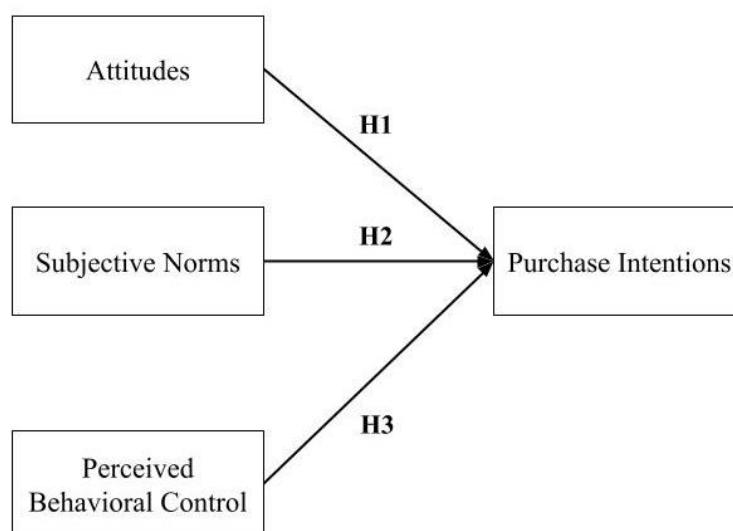 Attitudes
H1
Subjective Norms
H2
Purchase Intentions
H3
Perceived
Behavioral Control